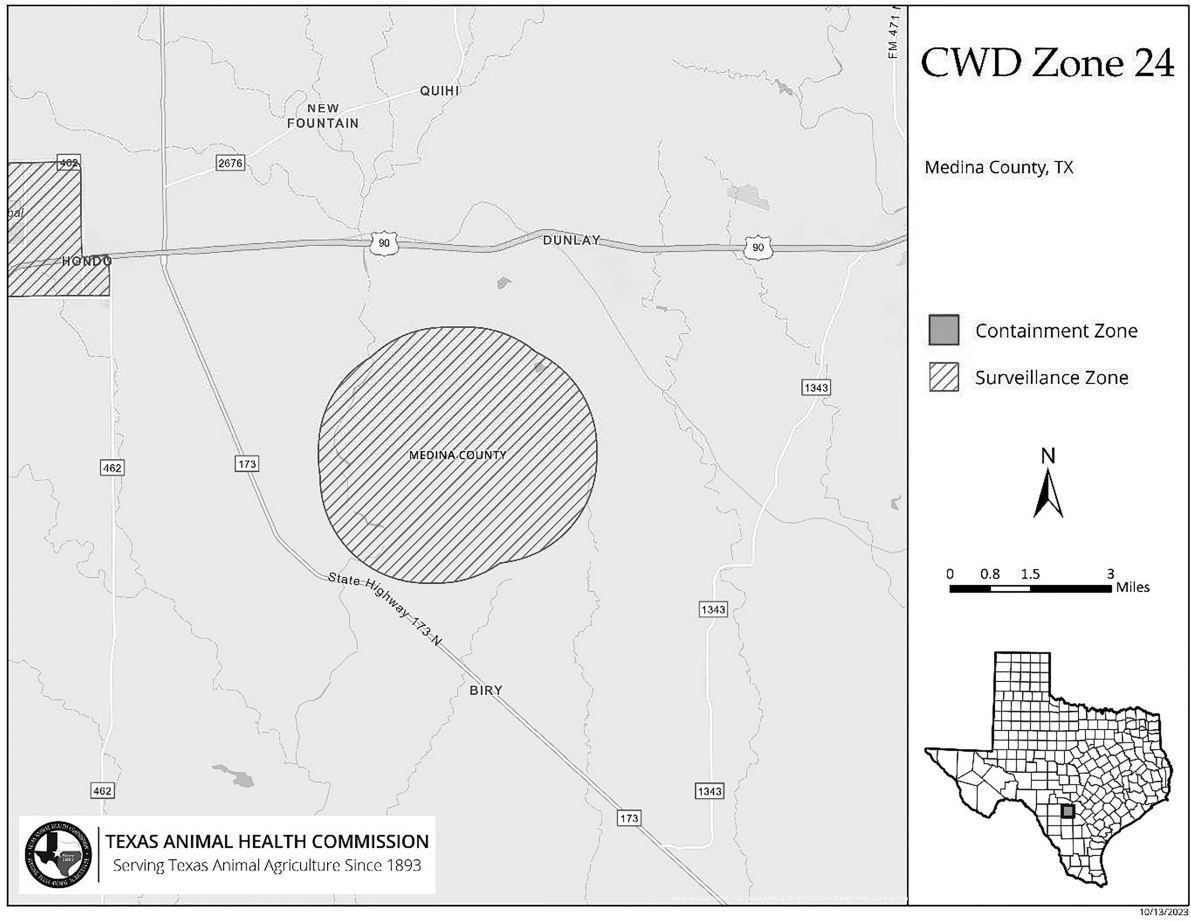 CWD Zone 24
Medina County, TX
Containment Zone
Surveillance Zone
N
0 0.8 1.5 3
Miles
FM 471
QUIHI
NEW
FOUNTAIN
462
2676
90
DUNLAY
90
HONDO
1343
MEDINA COUNTY
462
173
State Highway 173 N
1343
BIRY
462
1343
173
TEXAS ANIMAL HEALTH COMMISSION
Serving Texas Animal Agriculture Since 1893
10/13/2023